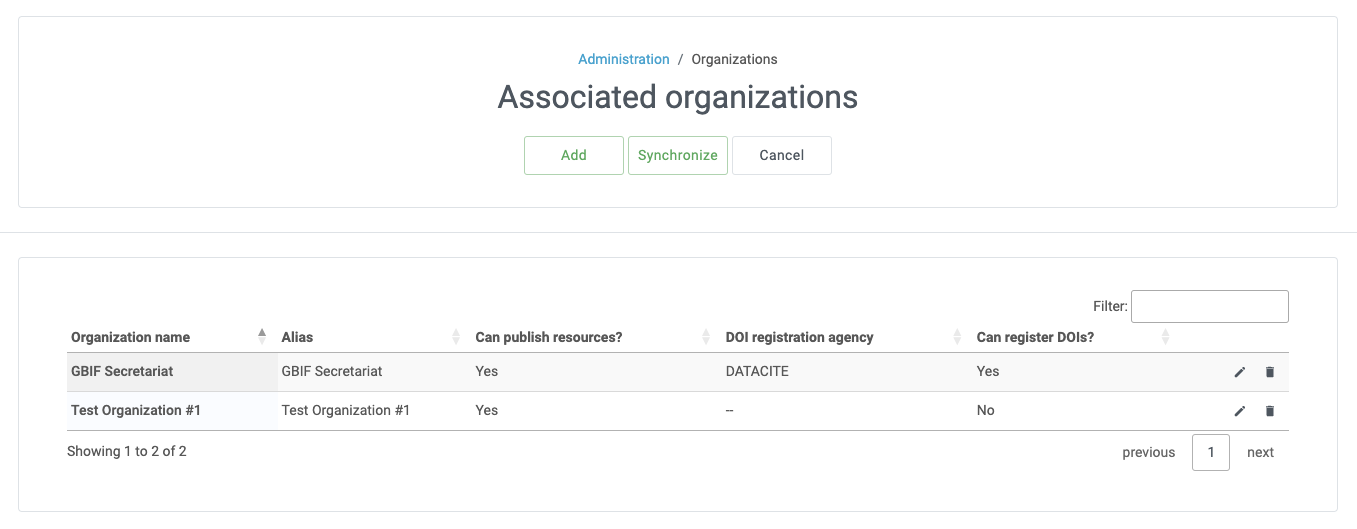 Administration / Organizations
Associated organizations
Add Synchronize Cancel
Filter:
Organization name Alias Can publish resources? DOI registration agency Can register DOIs?
GBIF Secretariat GBIF Secretariat Yes DATACITE Yes
Test Organization #1 Test Organization #1 Yes -- No
Showing 1 to 2 of 2 previous 1 next